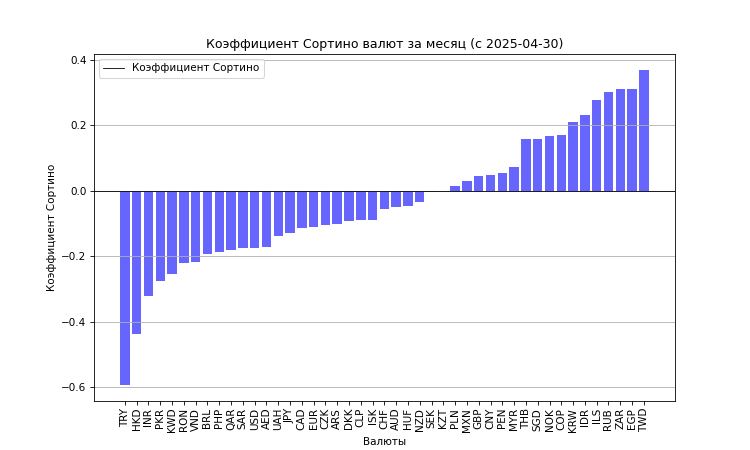 Коэффициент Сортино валют за месяц (с 2025-04-30)
Коэффициент Сортино
Коэффициент Сортино
0.4
0.2
0.0
−0.2
−0.4
−0.6
TRY
HKD
INR
PKR
KWD
RON
VND
BRL
PHP
QAR
SAR
USD
AED
UAH
JPY
CAD
EUR
CZK
ARS
DKK
CLP
ISK
CHF
AUD
HUF
NZD
SEK
KZT
PLN
MXN
GBP
CNY
PEN
MYR
THB
SGD
NOK
COP
KRW
IDR
ILS
RUB
ZAR
EGP
TWD
Валюты